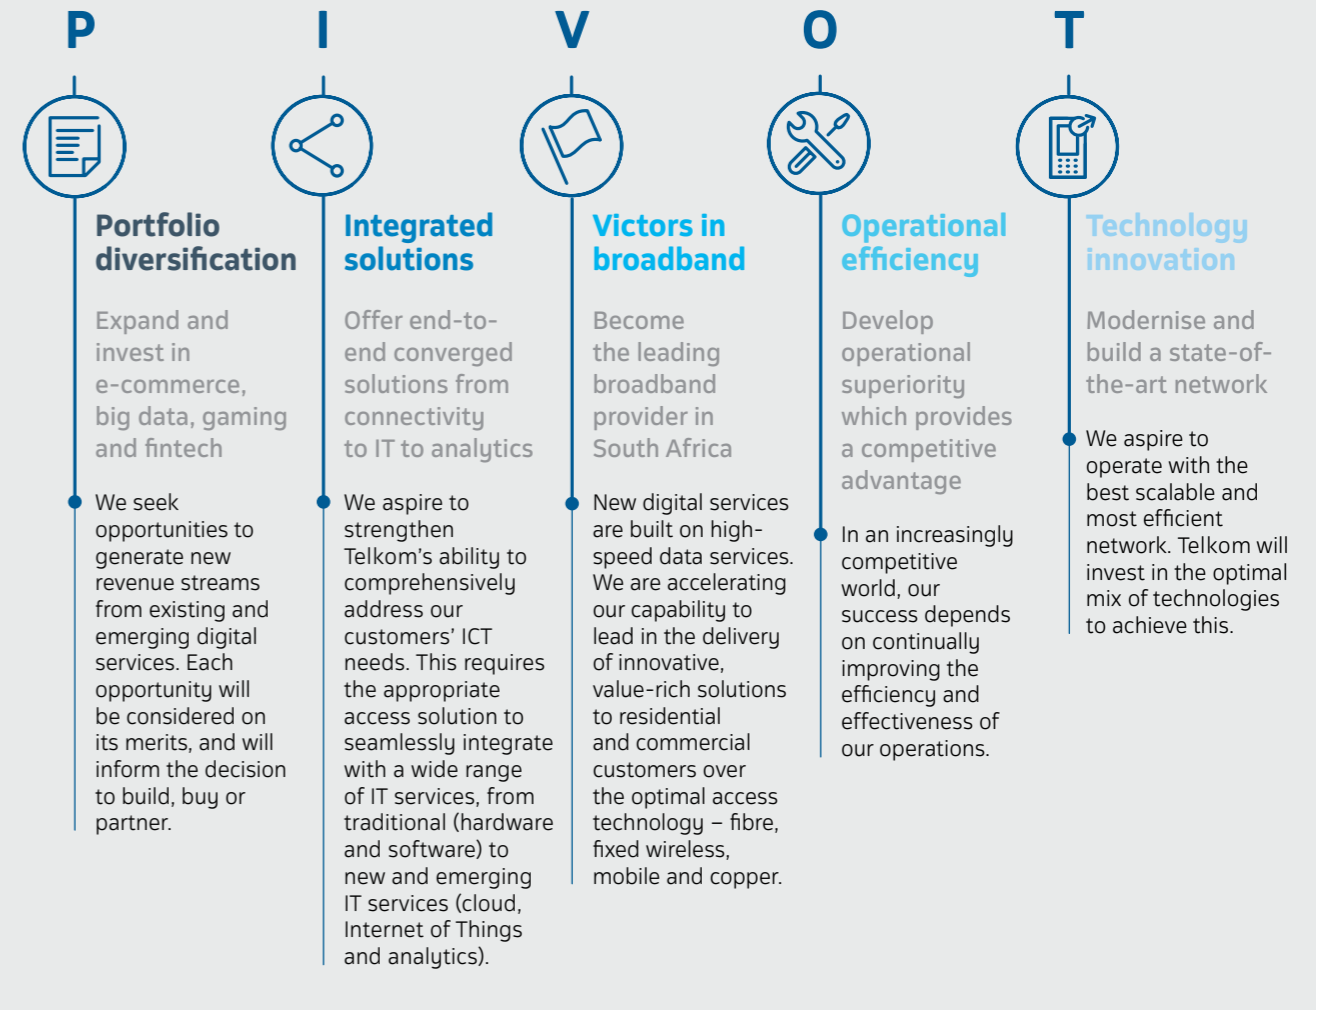 P
I
V
O
T
Portfolio
diversification
Expand and
invest in
e-commerce,
big data, gaming
and fintech
We seek
opportunities to
generate new
revenue streams
from existing and
emerging digital
services. Each
opportunity will
be considered on
its merits, and will
inform the decision
to build, buy or
partner.
Integrated
solutions
Offer end-to-
end converged
solutions from
connectivity
to IT to analytics
We aspire to
strengthen
Telkom's ability to
comprehensively
address our
customers' ICT
needs. This requires
the appropriate
access solution to
seamlessly integrate
with a wide range
of IT services, from
traditional (hardware
and software) to
new and emerging
IT services (cloud,
Internet of Things
and analytics).
Victors in
broadband
Become
the leading
broadband
provider in
South Africa
New digital services
are built on high-
speed data services.
We are accelerating
our capability to
lead in the delivery
of innovative,
value-rich solutions
to residential
and commercial
customers over
the optimal access
technology – fibre,
fixed wireless,
mobile and copper.
Operational
efficiency
Develop
operational
superiority
which provides
a competitive
advantage
In an increasingly
competitive
world, our
success depends
on continually
improving the
efficiency and
effectiveness of
our operations.
Technology
innovation
Modernise and
build a state-of-
the-art network
We aspire to
operate with the
best scalable and
most efficient
network. Telkom will
invest in the optimal
mix of technologies
to achieve this.